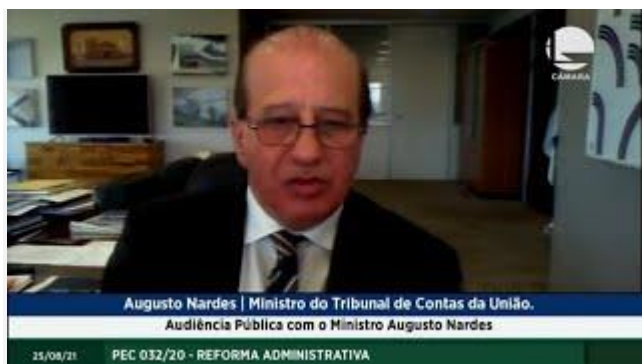 CÂMARA
Augusto Nardes | Ministro do Tribunal de Contas da União.
Audiência Pública com o Ministro Augusto Nardes
25/08/21 PEC 032/20 - REFORMA ADMINISTRATIVA